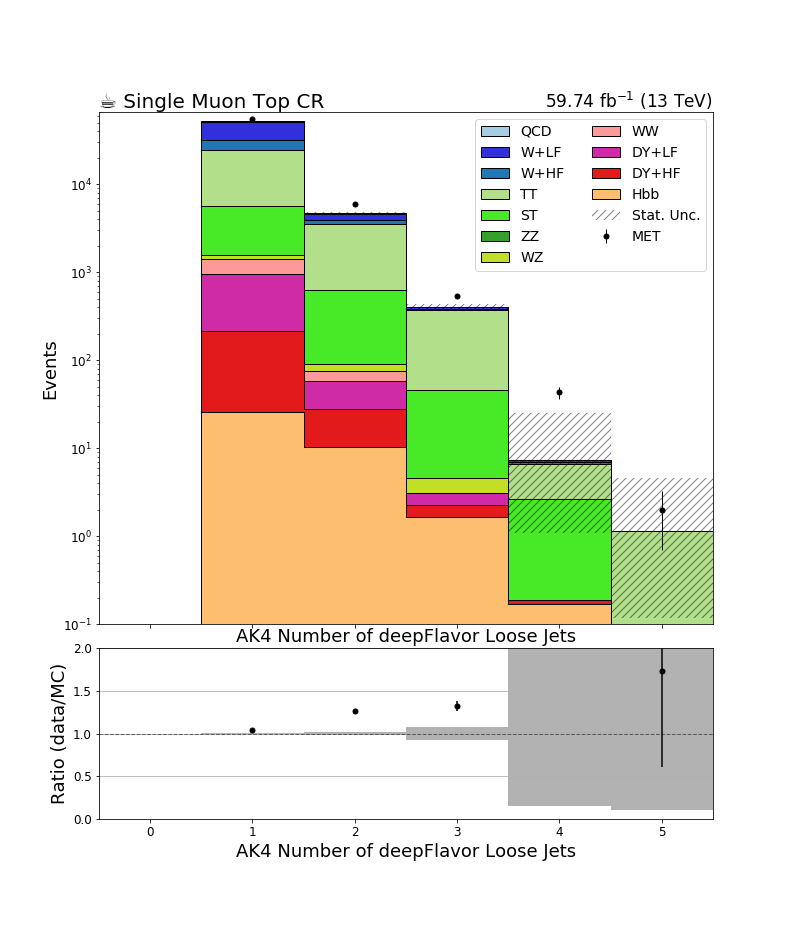 ☕ Single Muon Top CR
59.74 fb⁻¹ (13 TeV)
QCD
W+LF
W+HF
TT
ST
ZZ
WZ
WW
DY+LF
DY+HF
Hbb
Stat. Unc.
MET
Events
10⁴
10³
10²
10¹
10⁰
10⁻¹
AK4 Number of deepFlavor Loose Jets
Ratio (data/MC)
2.0
1.5
1.0
0.5
0.0
0 1 2 3 4 5
AK4 Number of deepFlavor Loose Jets